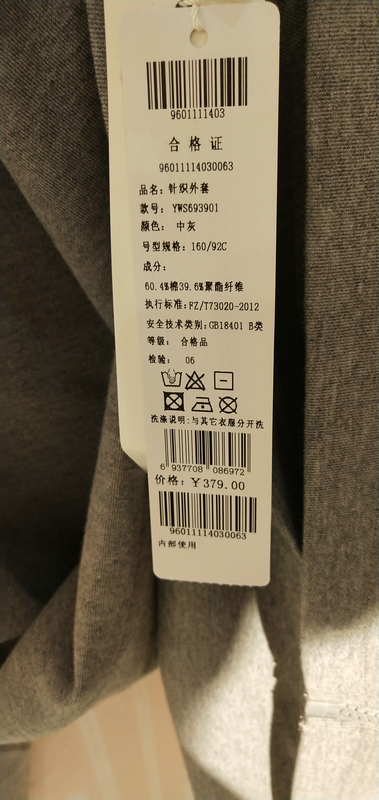 9601111403
合格证
96011114030063
品名：针织外套
款号：YWS693901
颜色：中灰
号型规格：160/92C
成分：
60.4%棉39.6%聚酯纤维
执行标准：FZ/T73020-2012
安全技术类别：GB18401 B类
等级：合格品
检验：06
洗涤说明：与其它衣服分开洗
6 937708 086972
价格：￥379.00
96011114030063
内部使用